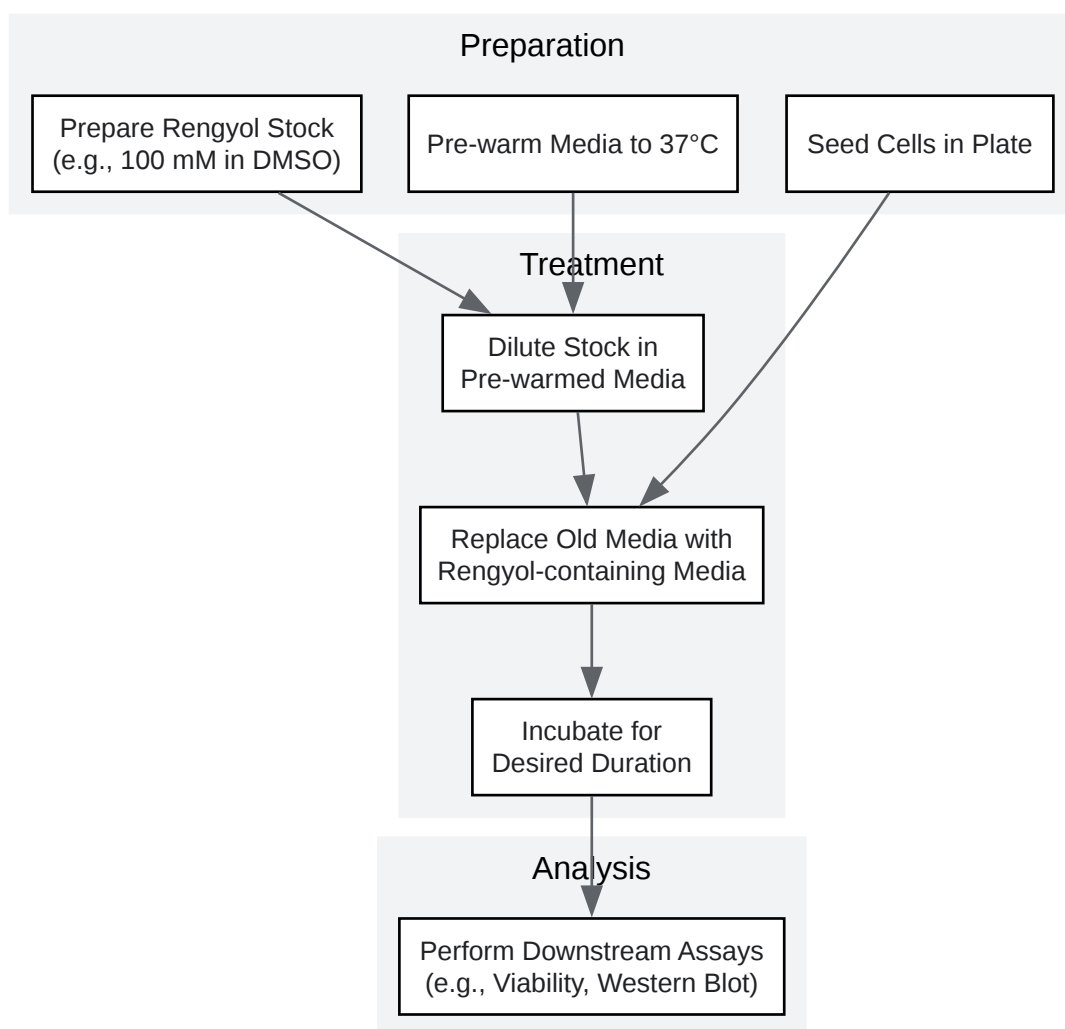 Preparation
Prepare Rengyol Stock
(e.g., 100 mM in DMSO)
Pre-warm Media to 37°C
Seed Cells in Plate
Treatment
Dilute Stock in
Pre-warmed Media
Replace Old Media with
Rengyol-containing Media
Incubate for
Desired Duration
Analysis
Perform Downstream Assays
(e.g., Viability, Western Blot)